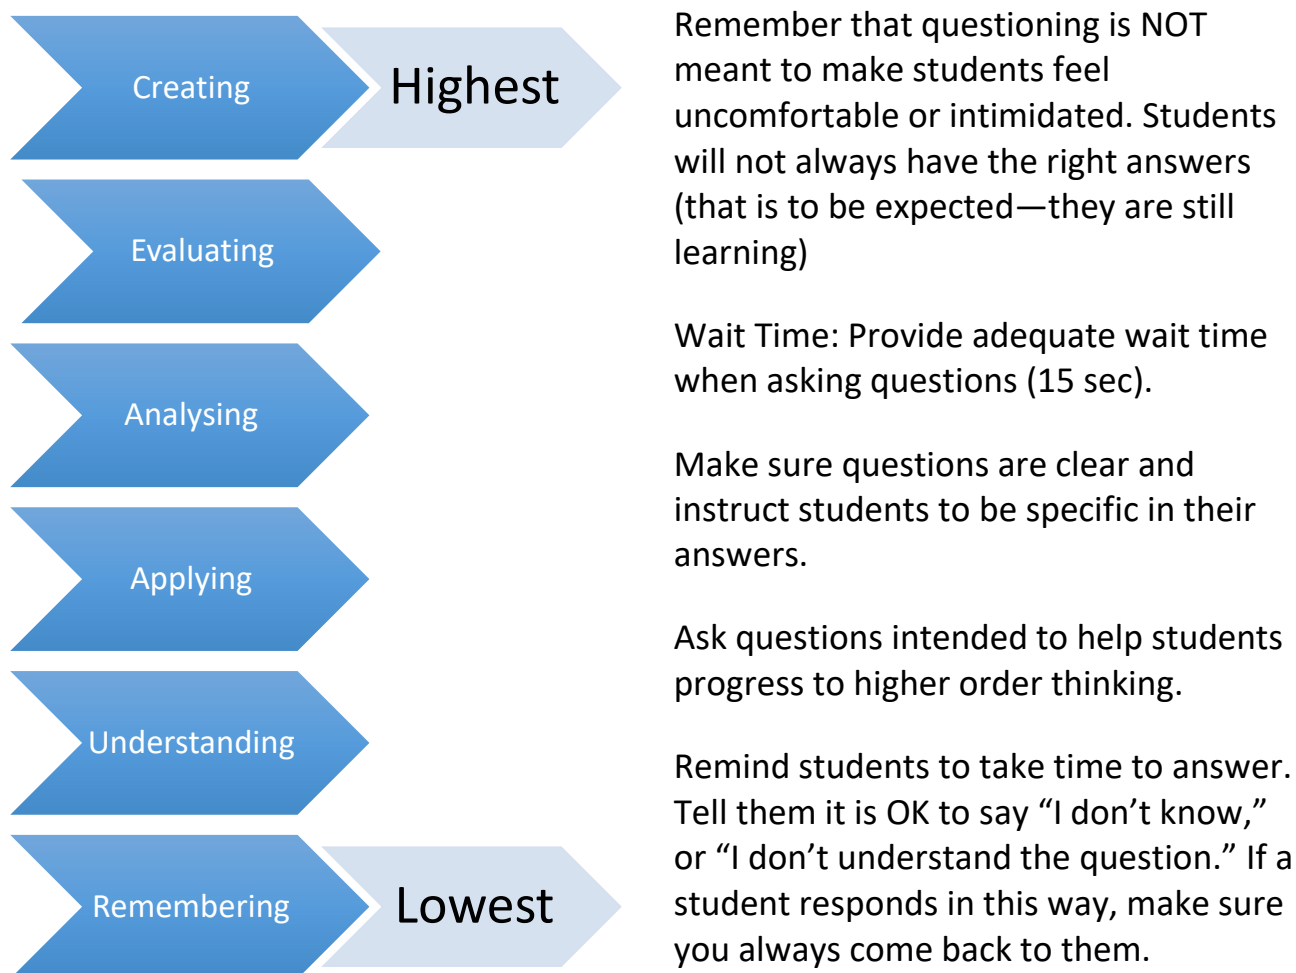 Creating
Highest
Evaluating
Analysing
Applying
Understanding
Remembering
Lowest
Remember that questioning is NOT
meant to make students feel
uncomfortable or intimidated. Students
will not always have the right answers
(that is to be expected—they are still
learning)
Wait Time: Provide adequate wait time
when asking questions (15 sec).
Make sure questions are clear and
instruct students to be specific in their
answers.
Ask questions intended to help students
progress to higher order thinking.
Remind students to take time to answer.
Tell them it is OK to say “I don’t know,”
or “I don’t understand the question.” If a
student responds in this way, make sure
you always come back to them.